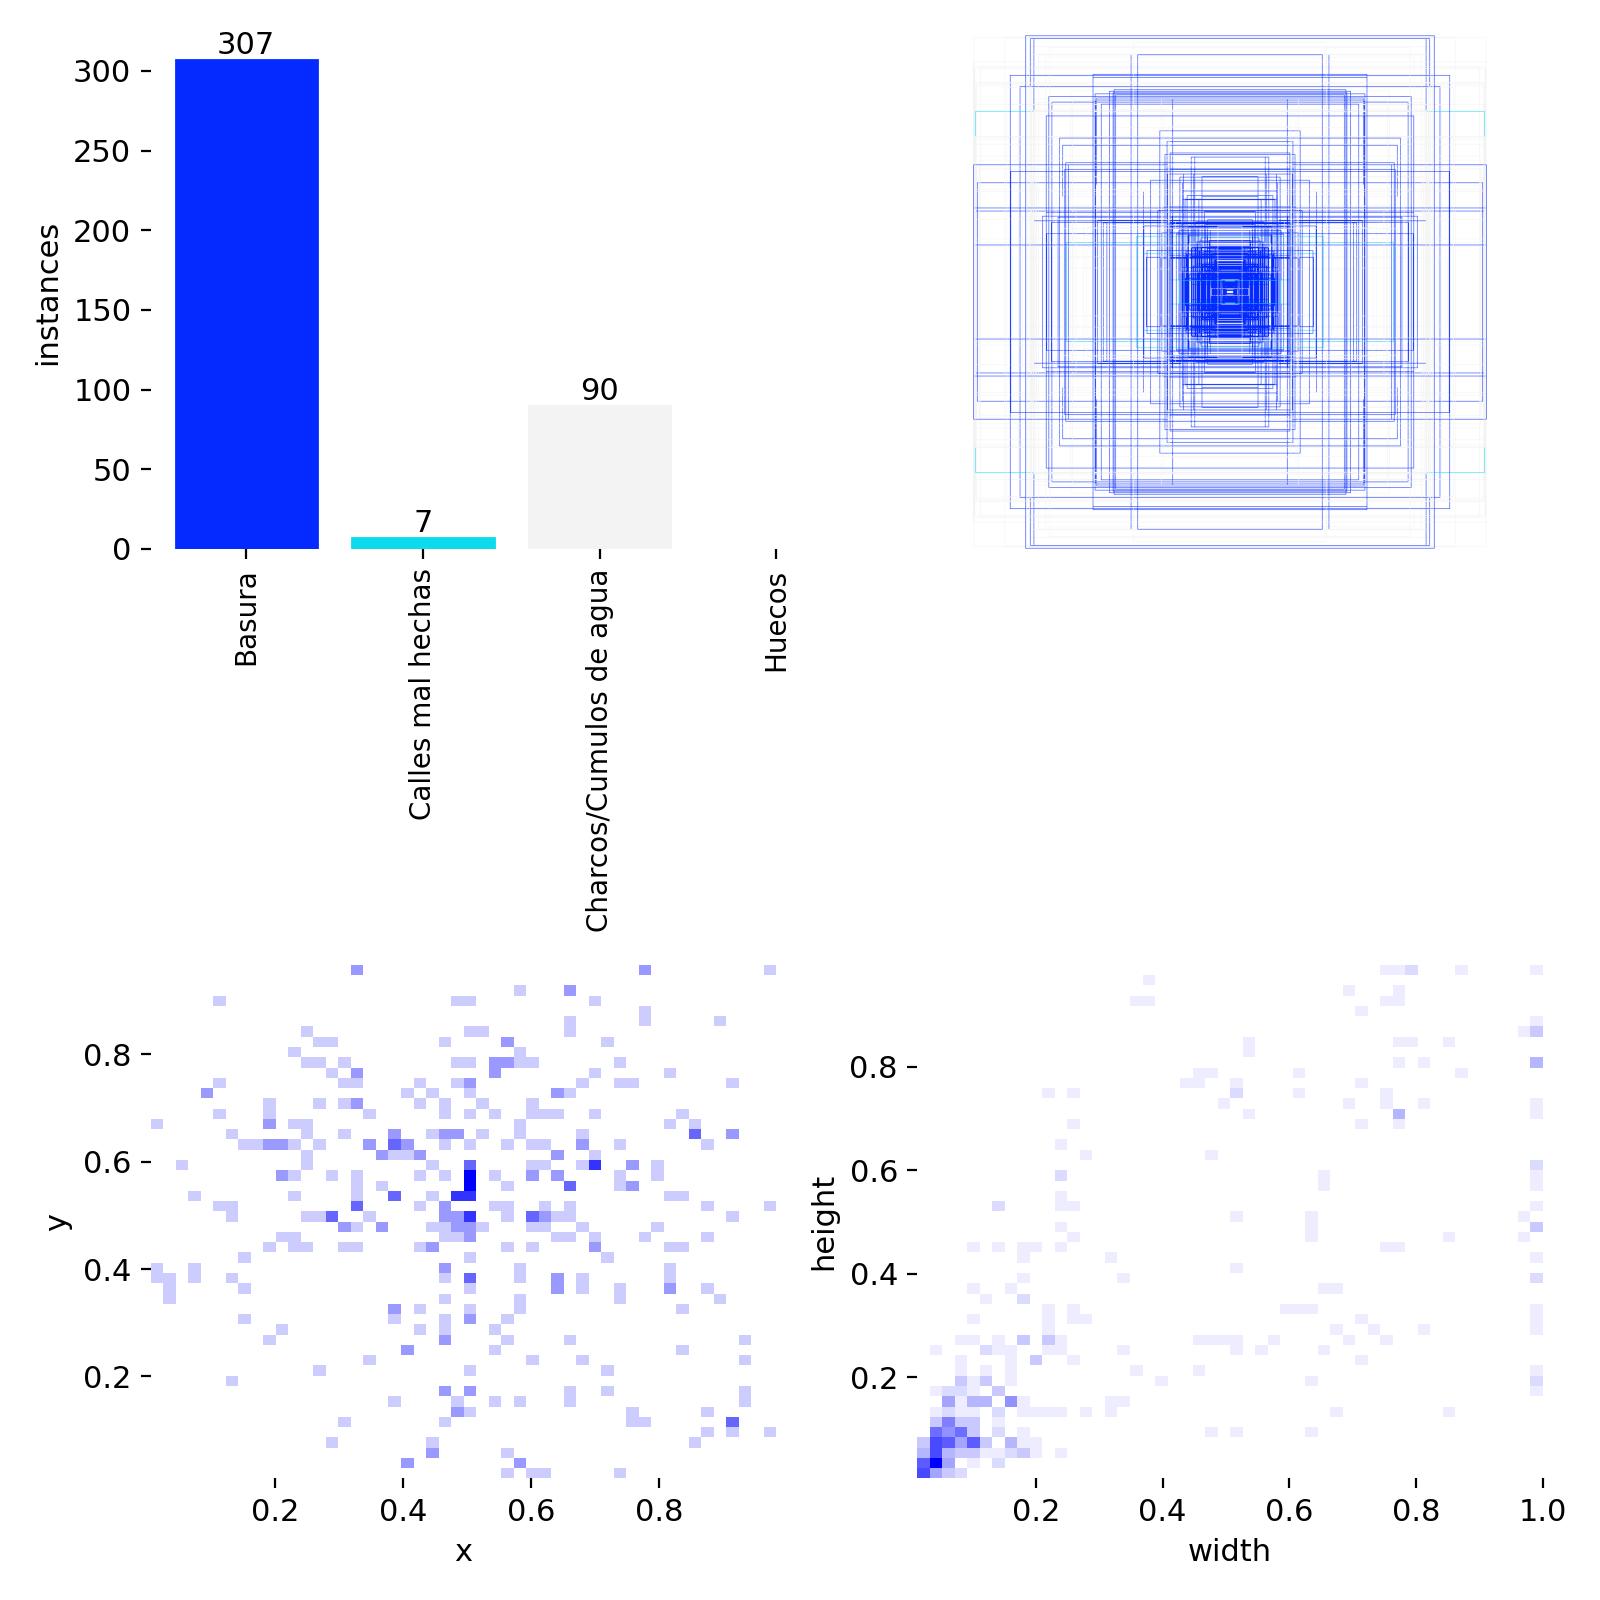 307
300
250
200
150
100
50
0
instances
7
90
Basura
Calles mal hechas
Charcos/Cumulos de agua
Huecos
0.8
0.6
0.4
0.2
y
0.2 0.4 0.6 0.8
x
0.8
0.6
0.4
0.2
height
0.2 0.4 0.6 0.8 1.0
width